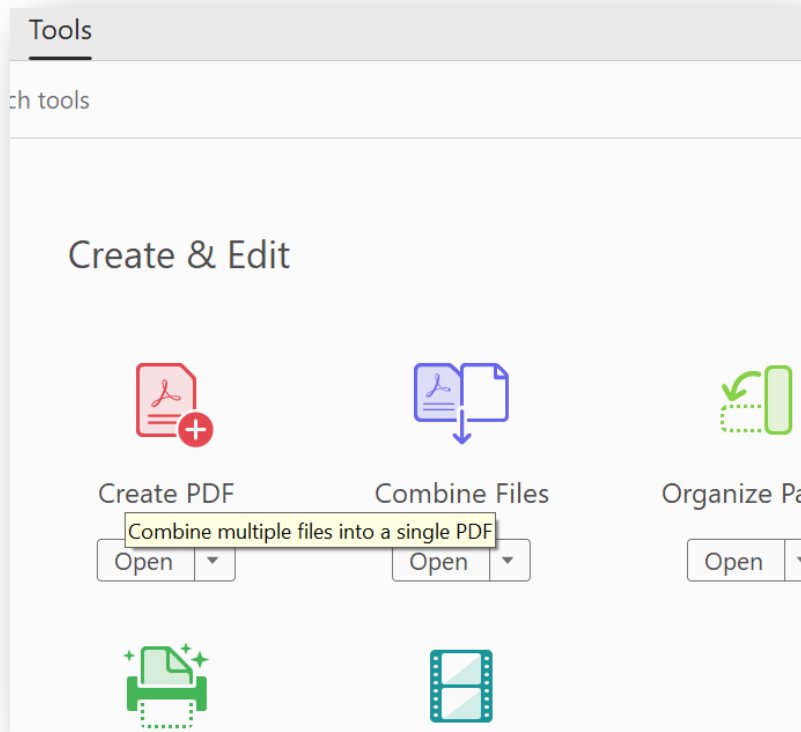 Tools
ch tools
Create & Edit
Create PDF
Combine Files
Organize Pa
Combine multiple files into a single PDF
Open
Open
Open